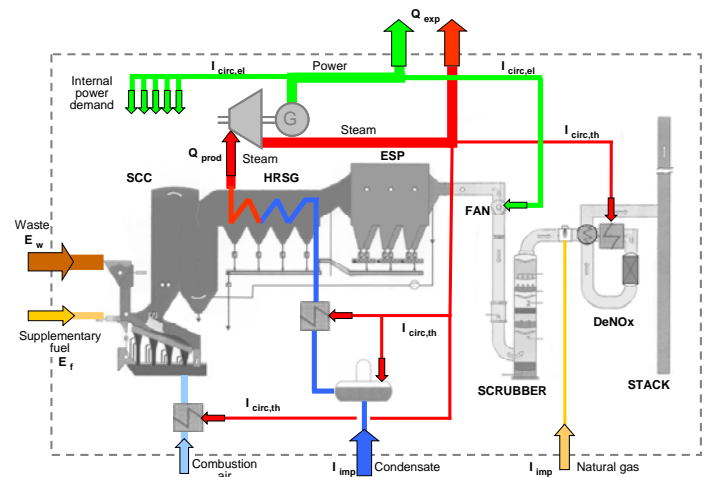 Q exp
I circ,el
Power
I circ,el
Internal
power
demand
G
Steam
I circ,th
Q prod
Steam
ESP
SCC
HRSG
FAN
Waste
E w
Supplementary
fuel
E f
I circ,th
DeNOx
SCRUBBER
STACK
I circ,th
Combustion
air
I imp
Condensate
I imp
Natural gas